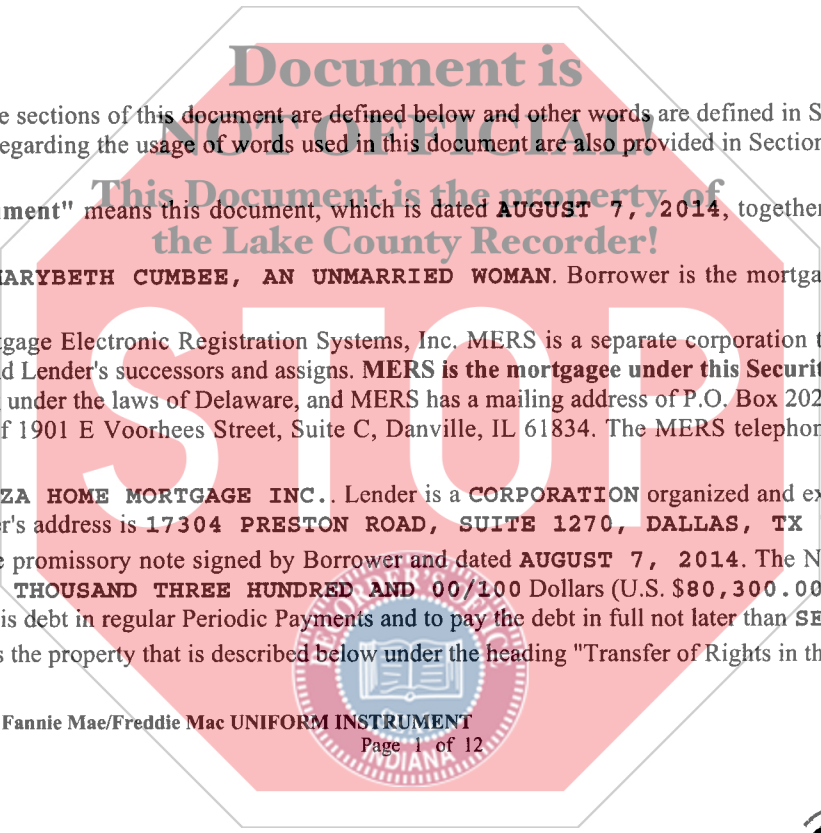 Document is
e sections of this document are defined below and other words are defined in S
NOT OFFICIAL!
egarding the usage of words used in this document are also provided in Section
This Document is the property of
ment" means this document, which is dated AUGUST 7, 2014, together
the Lake County Recorder!
MARYBETH CUMBEE, AN UNMARRIED WOMAN. Borrower is the mortga
STOP
tgage Electronic Registration Systems, Inc. MERS is a separate corporation t
d Lender's successors and assigns. MERS is the mortgagee under this Securit
under the laws of Delaware, and MERS has a mailing address of P.O. Box 202
f 1901 E Voorhees Street, Suite C, Danville, IL 61834. The MERS telephon
ZA HOME MORTGAGE INC.. Lender is a CORPORATION organized and ex
r's address is 17304 PRESTON ROAD, SUITE 1270, DALLAS, TX
e promissory note signed by Borrower and dated AUGUST 7, 2014. The N
THOUSAND THREE HUNDRED AND 00/100 Dollars (U.S. $80,300.00
is debt in regular Periodic Payments and to pay the debt in full not later than SE
s the property that is described below under the heading "Transfer of Rights in th
RECORDER'S OFFICE
SEAL
INDIANA
Fannie Mae/Freddie Mac UNIFORM INSTRUMENT
Page 1 of 12